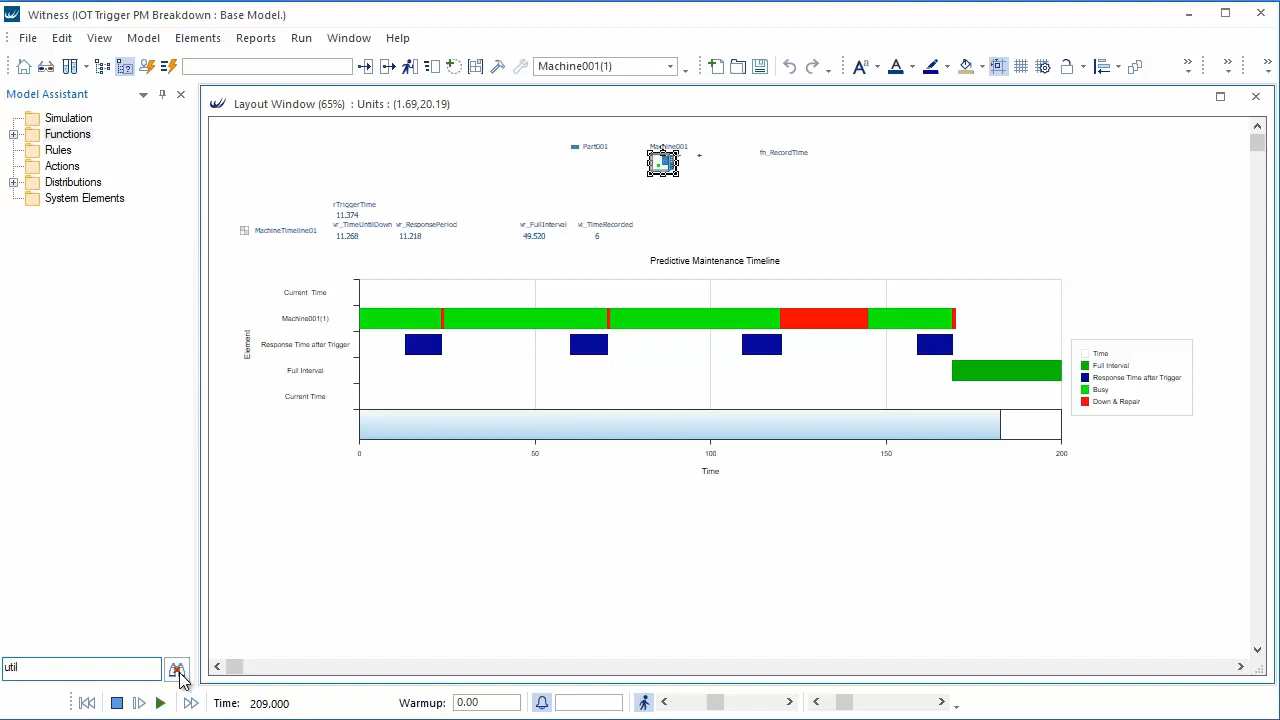 Witness (IOT Trigger PM Breakdown : Base Model.)
File Edit View Model Elements Reports Run Window Help
Machine001(1)
Model Assistant
Simulation
Functions
Rules
Actions
Distributions
System Elements
Layout Window (65%) : Units : (1.69,20.19)
Part001 Machine001 fn_RecordTime
rTriggerTime
11.374
MachineTimeline01 vr_TimeUntilDown vr_ResponsePeriod vr_FullInterval vi_TimeRecorded
11.268 11.218 49.520 6
Predictive Maintenance Timeline
Element
Current Time
Machine001(1)
Response Time after Trigger
Full Interval
Current Time
0 50 100 150 200
Time
Time
Full Interval
Response Time after Trigger
Busy
Down & Repair
util
Time: 209.000 Warmup: 0.00